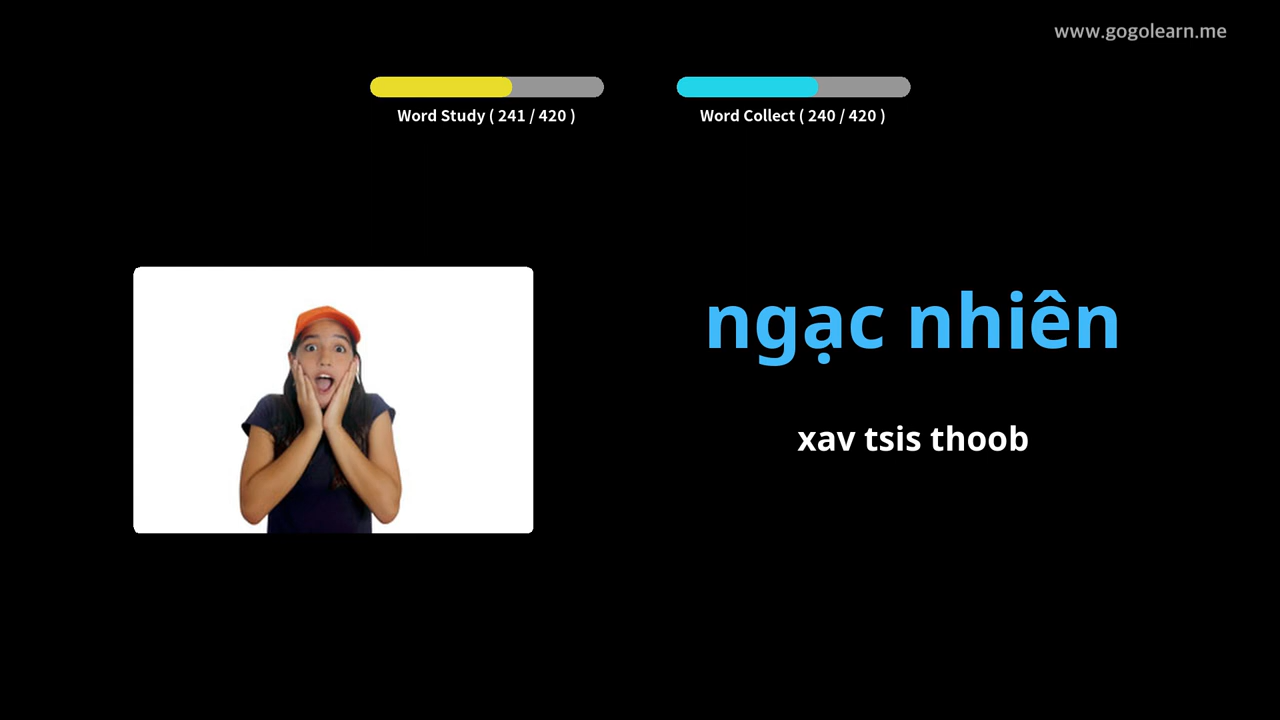 www.gogolearn.me
Word Study ( 241 / 420 )
Word Collect ( 240 / 420 )
ngạc nhiên
xav tsis thoob